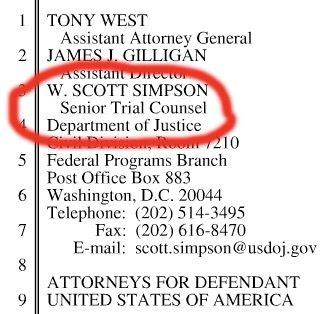 1 TONY WEST
Assistant Attorney General
2 JAMES J. GILLIGAN
Assistant Director
3 W. SCOTT SIMPSON
Senior Trial Counsel
4 Department of Justice
Civil Division, Room 7210
5 Federal Programs Branch
Post Office Box 883
6 Washington, D.C. 20044
Telephone: (202) 514-3495
7 Fax: (202) 616-8470
E-mail: scott.simpson@usdoj.gov
8
ATTORNEYS FOR DEFENDANT
9 UNITED STATES OF AMERICA